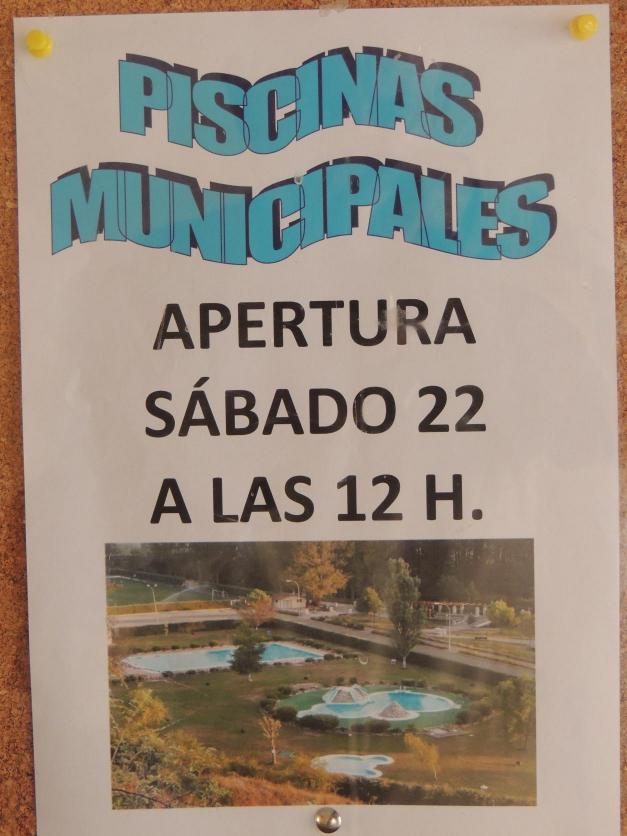 PISCINAS
MUNICIPALES
APERTURA
SÁBADO 22
A LAS 12 H.